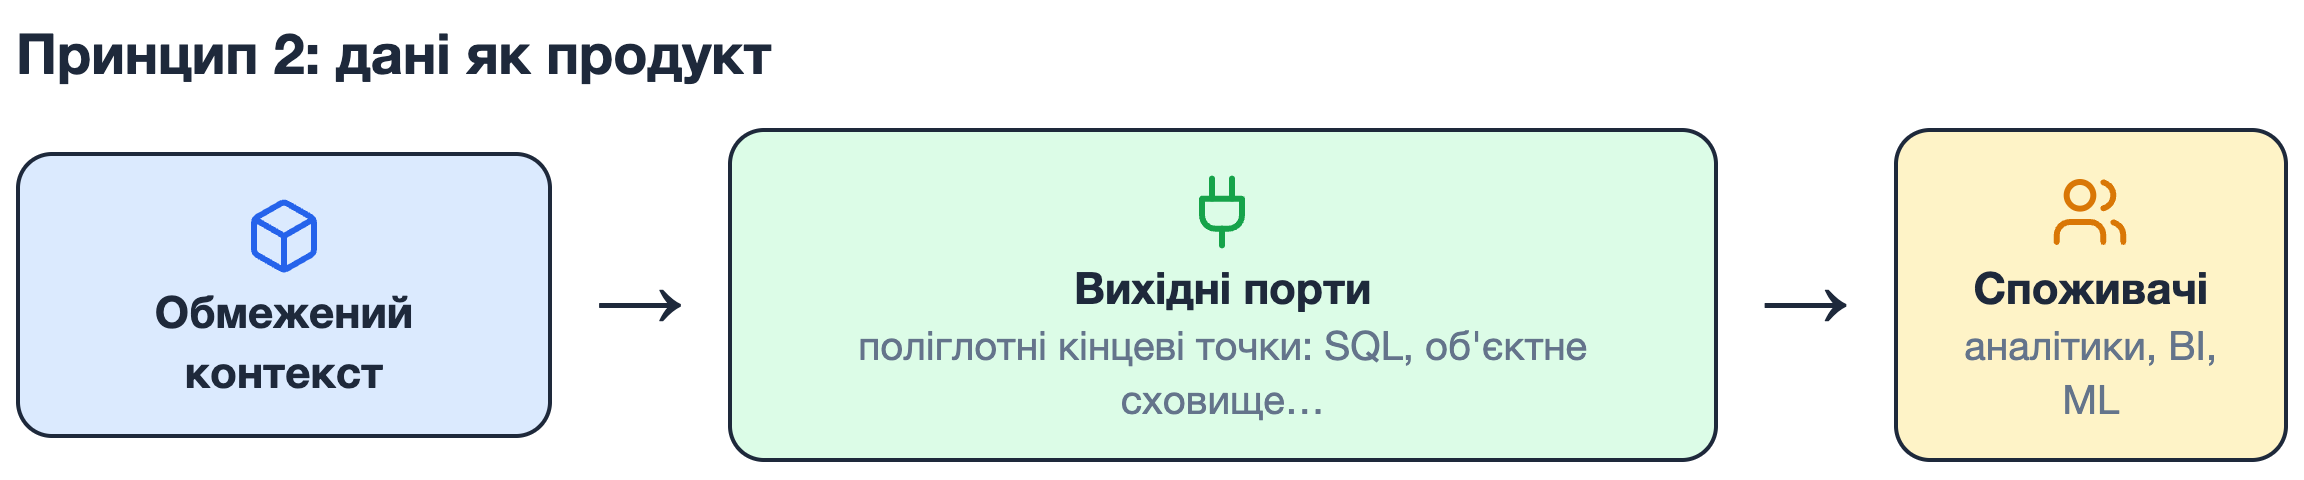 Принцип 2: дані як продукт
Обмежений
контекст
Вихідні порти
поліглотні кінцеві точки: SQL, об'єктне
сховище…
Споживачі
аналітики, BI,
ML